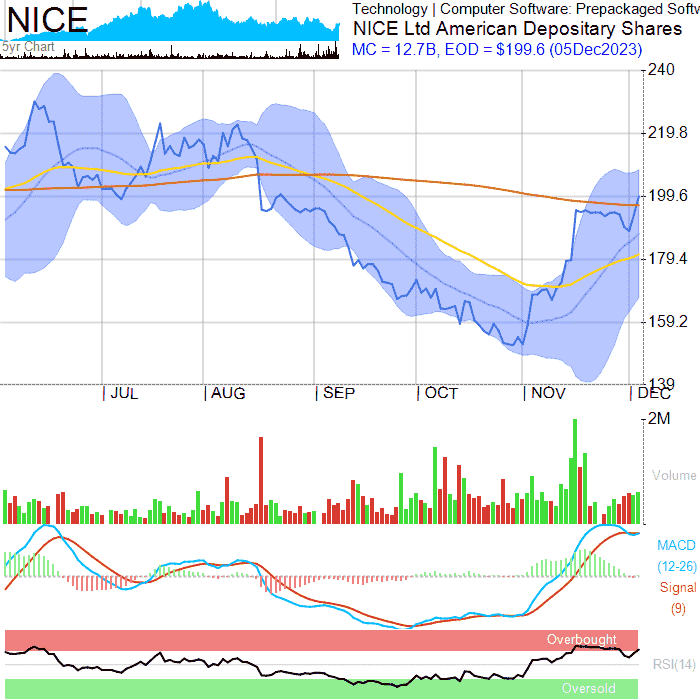 NICE
5yr Chart
Technology | Computer Software: Prepackaged Softw
NICE Ltd American Depositary Shares
MC = 12.7B, EOD = $199.6 (05Dec2023)
240
219.8
199.6
179.4
159.2
139
JUL
AUG
SEP
OCT
NOV
DEC
2M
Volume
MACD
(12-26)
Signal
(9)
Overbought
RSI(14)
Oversold